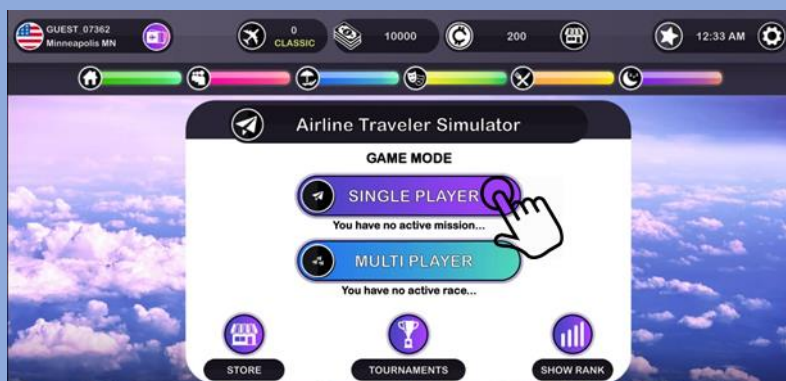 GUEST_07362
Minneapolis MN
0
CLASSIC
10000
200
12:33 AM
Airline Traveler Simulator
GAME MODE
SINGLE PLAYER
You have no active mission...
MULTI PLAYER
You have no active race...
STORE
TOURNAMENTS
SHOW RANK